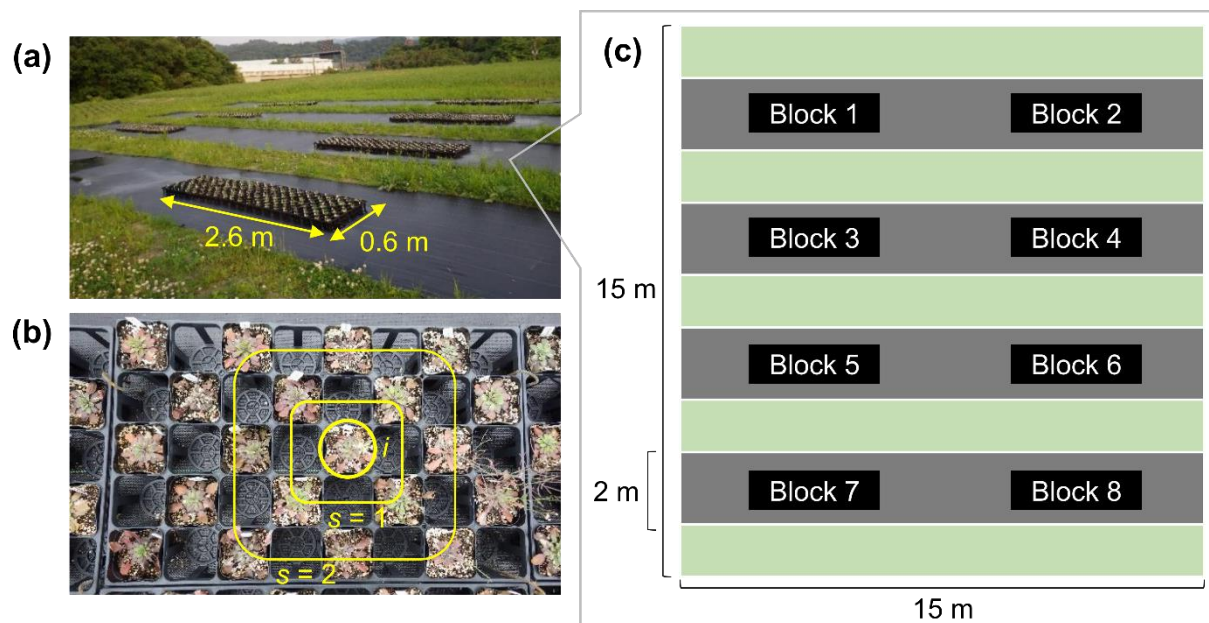 (a)
2.6 m
0.6 m
(b)
i
s = 1
s = 2
(c)
Block 1
Block 2
Block 3
Block 4
15 m
Block 5
Block 6
2 m
Block 7
Block 8
15 m